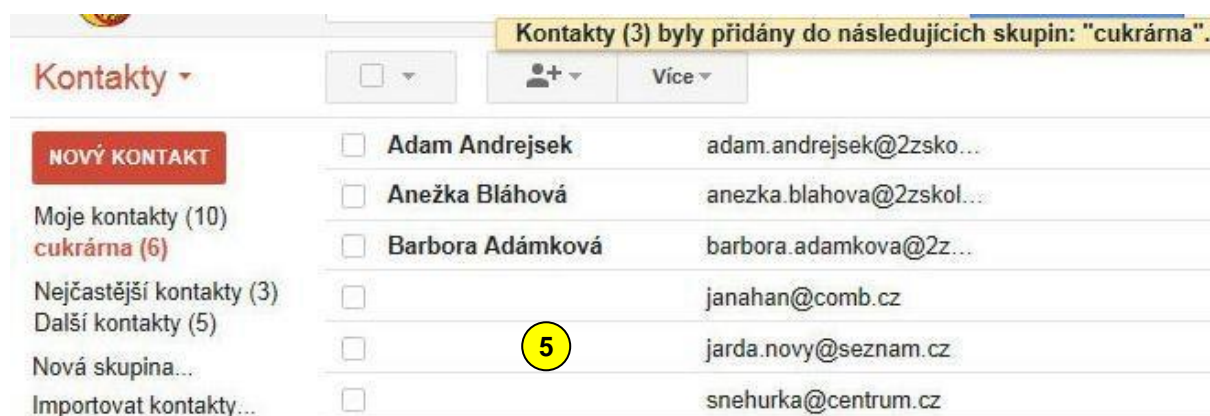 Kontakty (3) byly přidány do následujících skupin: "cukrárna".
Kontakty
Více
NOVÝ KONTAKT
Moje kontakty (10)
cukrárna (6)
Nejčastější kontakty (3)
Další kontakty (5)
Nová skupina...
Importovat kontakty...
Adam Andrejsek adam.andrejsek@2zsko...
Anežka Bláhová anezka.blahova@2zskol...
Barbora Adámková barbora.adamkova@2z...
janahan@comb.cz
5 jarda.novy@seznam.cz
snehurka@centrum.cz